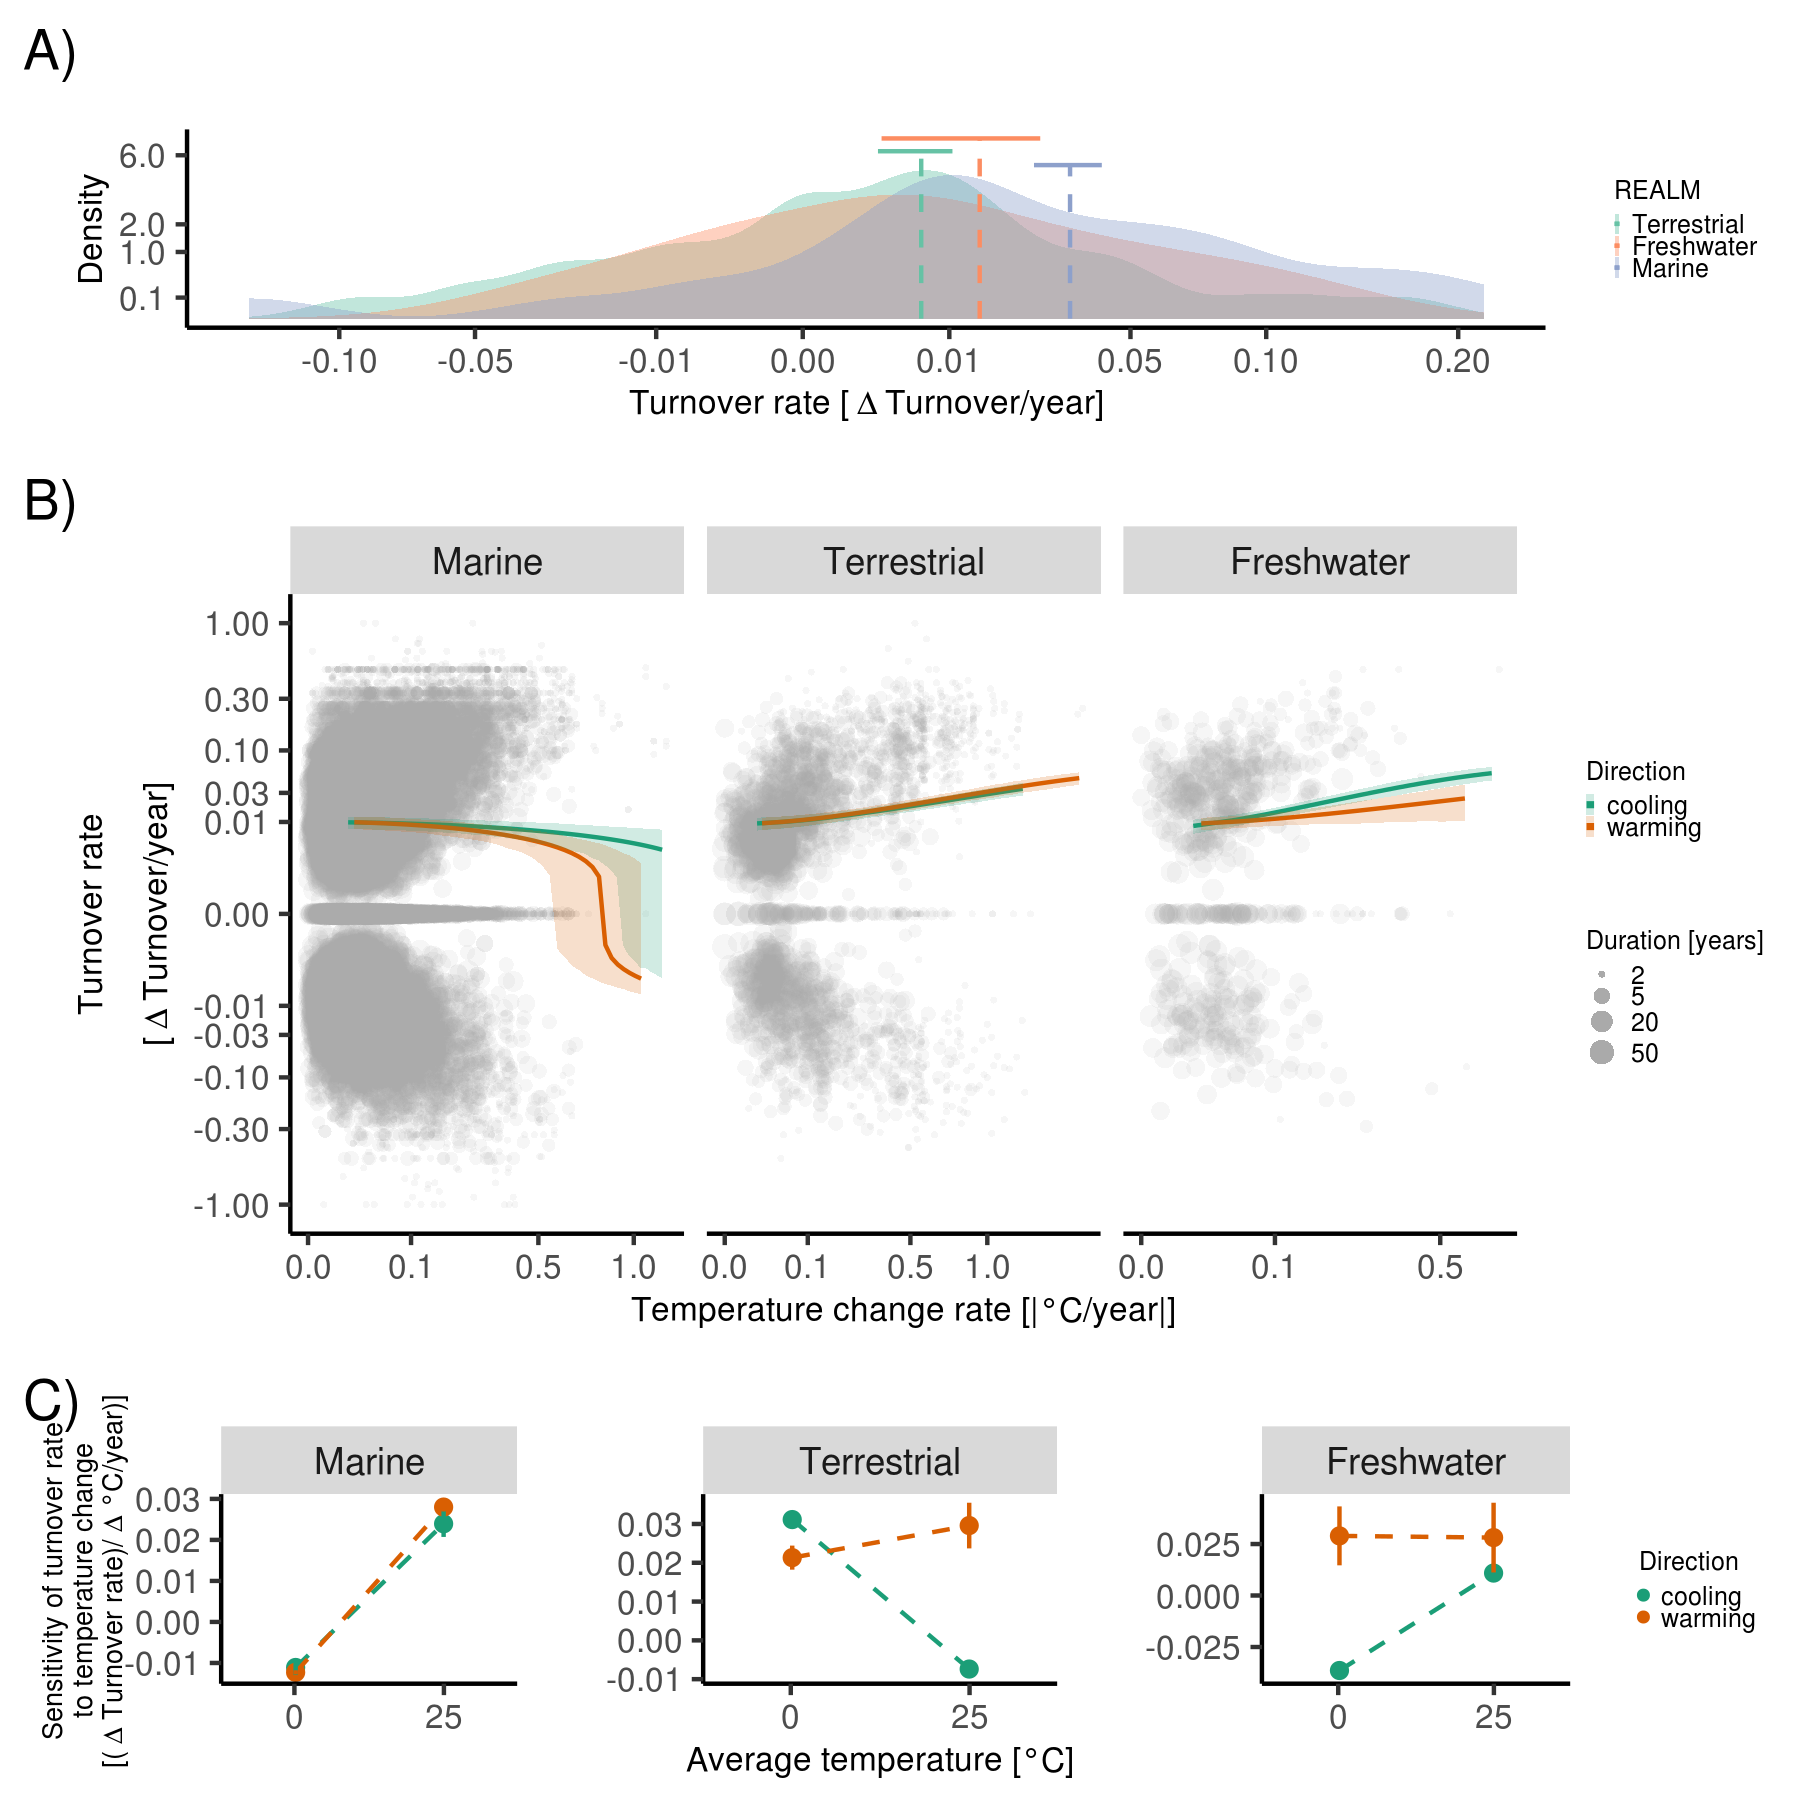 A)
6.0
2.0
1.0
0.1
Density
-0.10 -0.05 -0.01 0.00 0.01 0.05 0.10 0.20
Turnover rate [ Δ Turnover/year]
REALM
Terrestrial
Freshwater
Marine
B)
Marine Terrestrial Freshwater
Turnover rate
[ Δ Turnover/year]
1.00
0.30
0.10
0.03
0.01
0.00
-0.01
-0.03
-0.10
-0.30
-1.00
0.0 0.1 0.5 1.0 0.0 0.1 0.5 1.0 0.0 0.1 0.5
Temperature change rate [|°C/year|]
Direction
cooling
warming
Duration [years]
2
5
20
50
C)
Sensitivity of turnover rate
to temperature change
[(Δ Turnover rate)/ Δ °C/year)]
Marine Terrestrial Freshwater
0.03
0.02
0.01
0.00
-0.01
0.03
0.02
0.01
0.00
-0.01
0.025
0.000
-0.025
0 25 0 25 0 25
Average temperature [°C]
Direction
cooling
warming